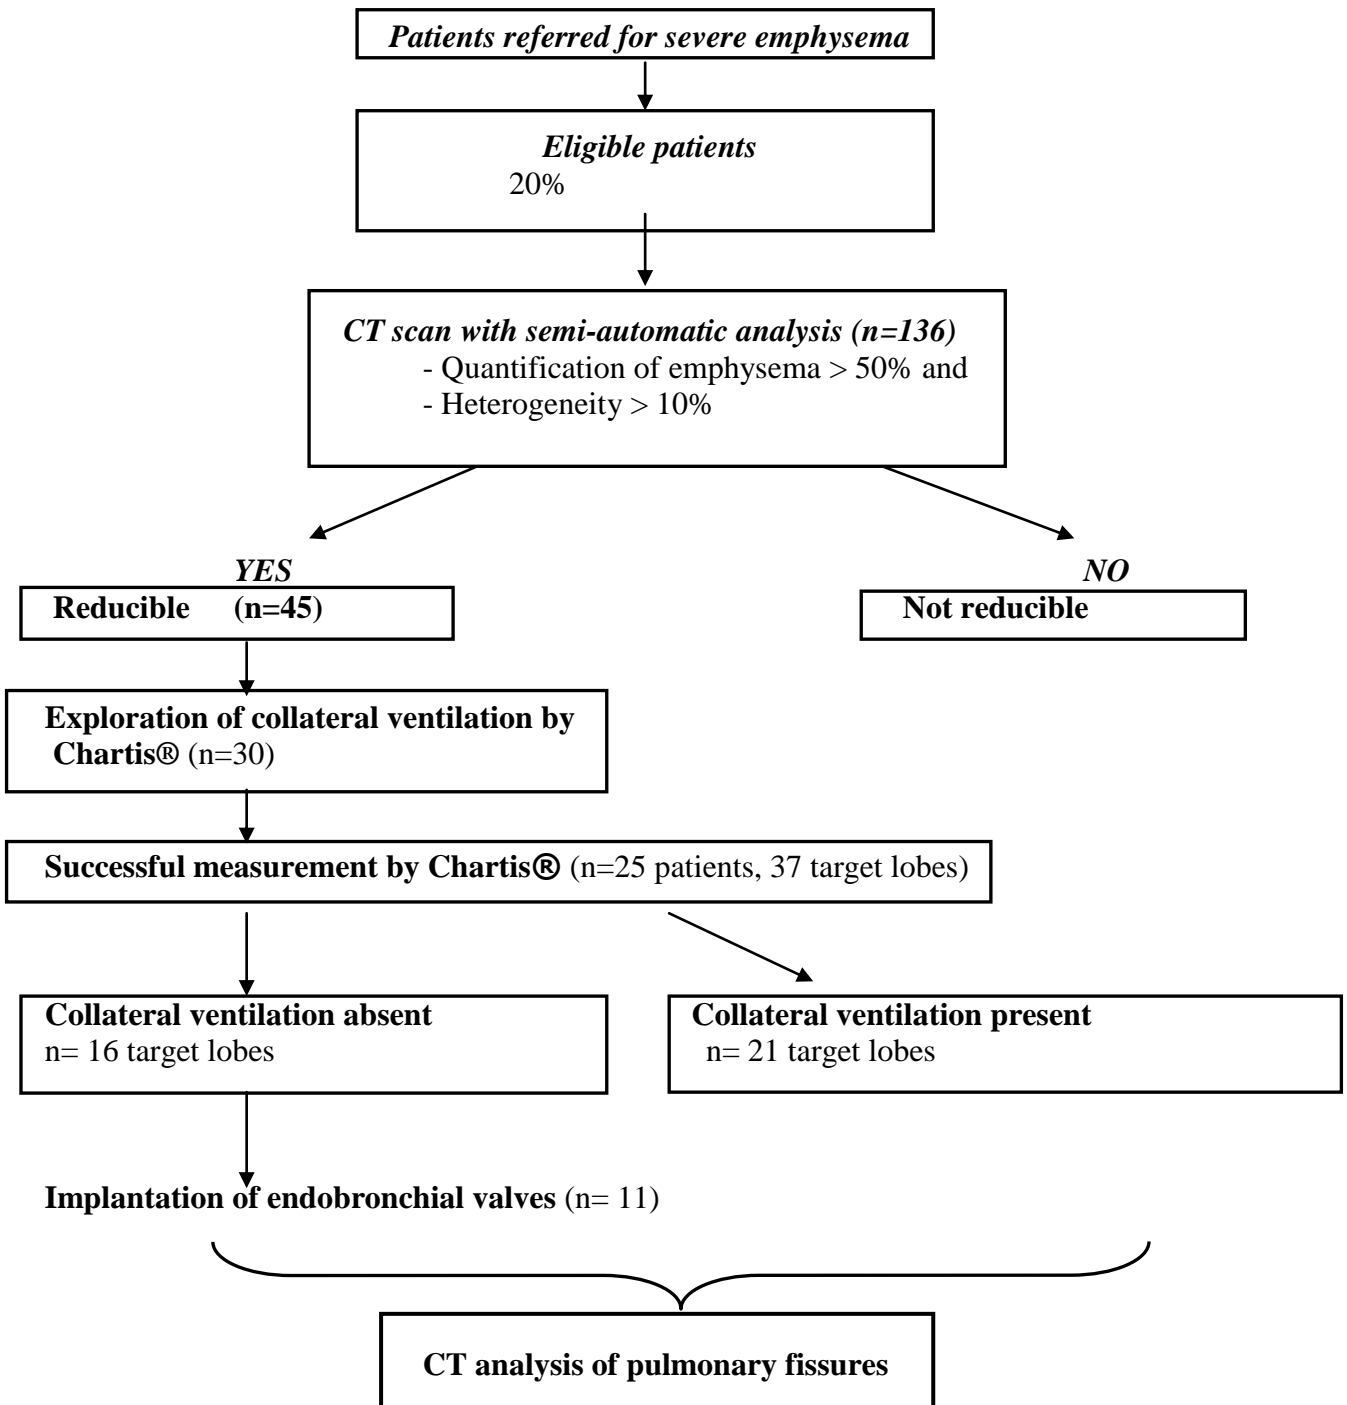 Patients referred for severe emphysema
Eligible patients
20%
CT scan with semi-automatic analysis (n=136)
- Quantification of emphysema > 50% and
- Heterogeneity > 10%
YES
NO
Reducible (n=45)
Not reducible
Exploration of collateral ventilation by
Chartis® (n=30)
Successful measurement by Chartis® (n=25 patients, 37 target lobes)
Collateral ventilation absent
n= 16 target lobes
Collateral ventilation present
n= 21 target lobes
Implantation of endobronchial valves (n= 11)
CT analysis of pulmonary fissures